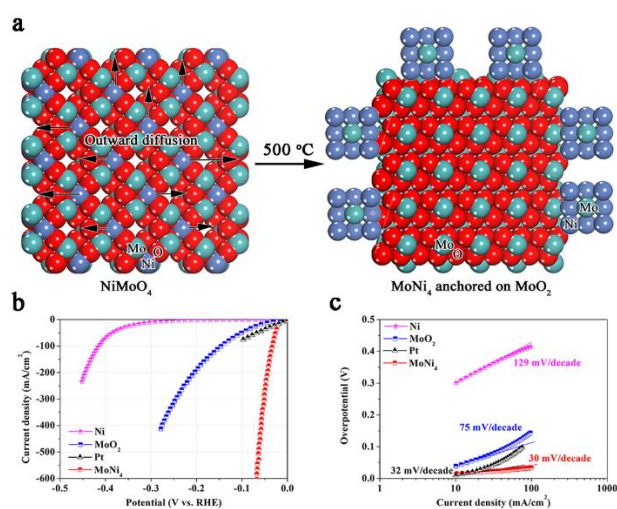 a
Outward diffusion
500 ℃
Mo O
Ni
NiMoO₄
Mo
Ni
Mo
O
MoNi₄ anchored on MoO₂
b
0
-100
-200
-300
-400
-500
-600
Current density (mA/cm²)
Ni
MoO₂
Pt
MoNi₄
-0.5 -0.4 -0.3 -0.2 -0.1 0.0
Potential (V vs. RHE)
c
0.5
0.4
0.3
0.2
0.1
0.0
Overpotential (V)
Ni
MoO₂
Pt
MoNi₄
129 mV/decade
75 mV/decade
32 mV/decade
30 mV/decade
1 10 100 1000
Current density (mA/cm²)